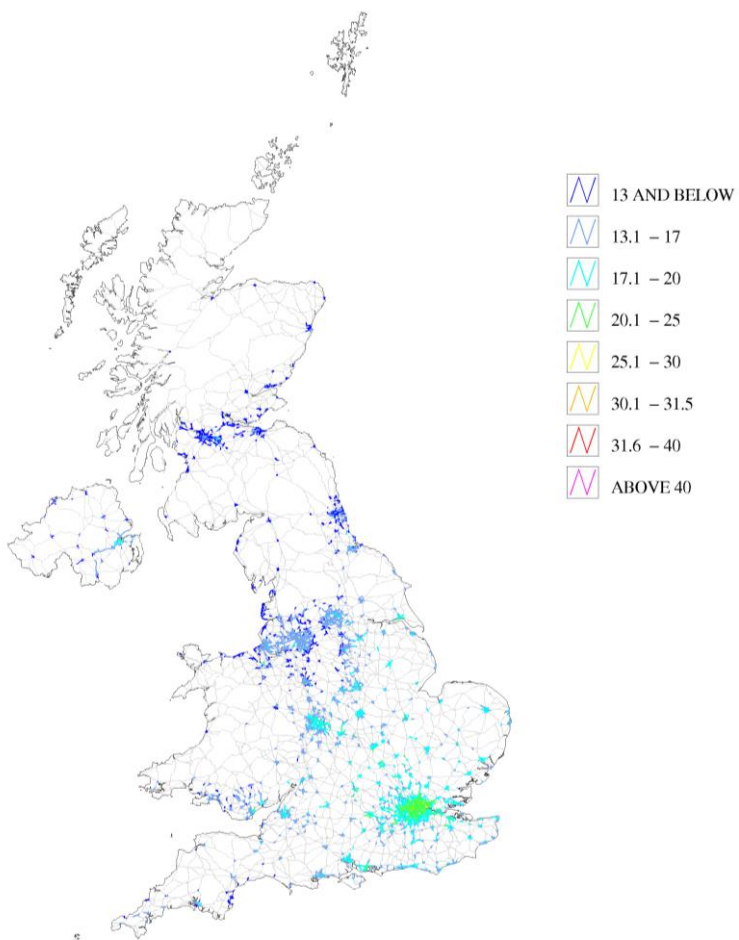 13 AND BELOW
13.1 – 17
17.1 – 20
20.1 – 25
25.1 – 30
30.1 – 31.5
31.6 – 40
ABOVE 40